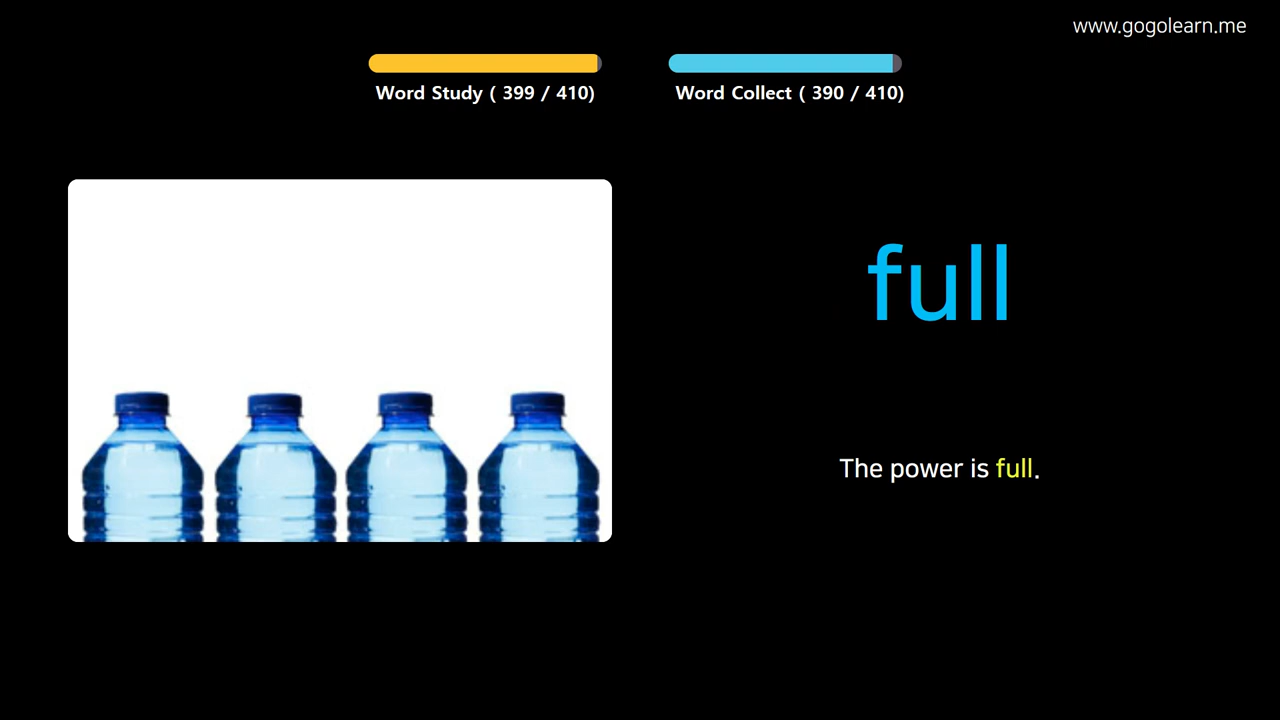 www.gogolearn.me
Word Study ( 399 / 410)
Word Collect ( 390 / 410)
full
The power is full.